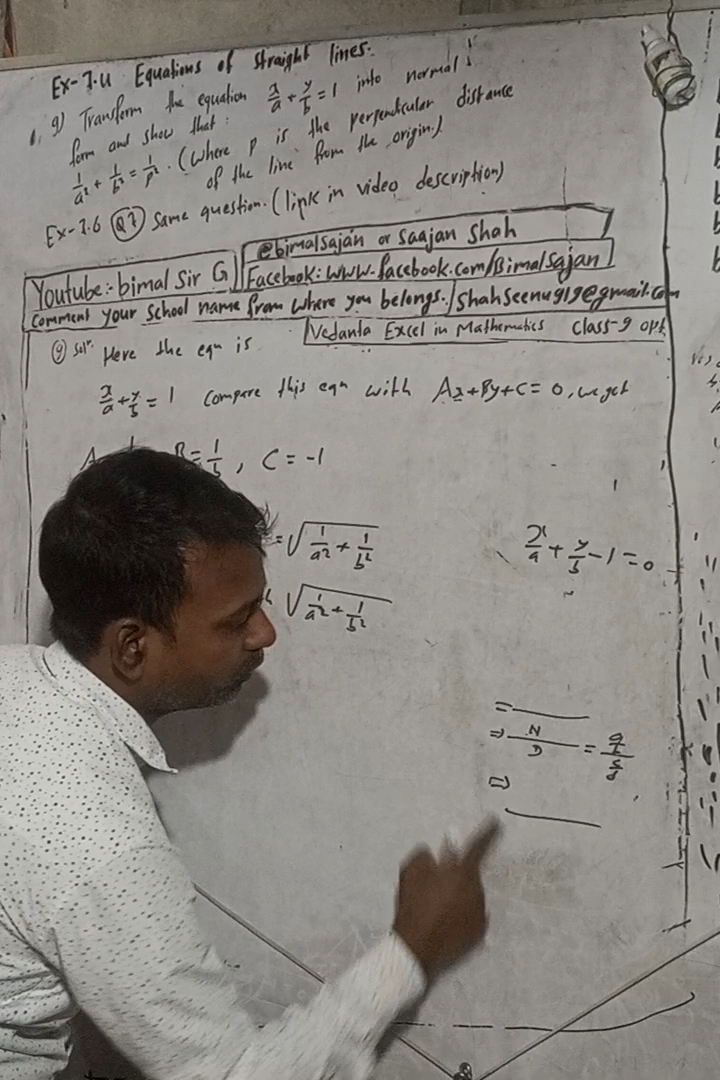 Ex-7.4 Equations of straight lines.
9) Transform the equation x/a + y/b = 1 into normal
form and show that:
1/a² + 1/b² = 1/p². (where p is the perpendicular distance
of the line from the origin.)
Ex-7.6 Q7 same question. (link in video description)
@bimalsajan or Saajan Shah
Youtube:- bimal Sir G
Facebook: www.facebook.com/Bimalsajan
Comment your School name from where you belongs. / Shahseenu919@gmail.com
Vedanta Excel in Mathematics class-9 opt.
9 Solⁿ. Here the eqn is
x/a + y/b = 1 compare this eqn with Ax+By+C = 0, we get
B = 1/b, C = -1
= √(1/a² + 1/b²)
√(1/a² + 1/b²)
x/a + y/b - 1 = 0
=
⇒ N/D =
⇒